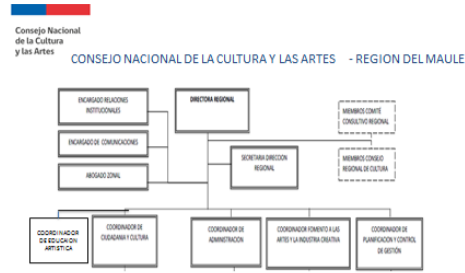 Consejo Nacional
de la Cultura
y las Artes
CONSEJO NACIONAL DE LA CULTURA Y LAS ARTES - REGION DEL MAULE
ENCARGADO RELACIONES
INSTITUCIONALES
DIRECTORA REGIONAL
MIEMBROS COMITÉ
CONSULTIVO REGIONAL
ENCARGADO DE COMUNICACIONES
SECRETARIA DIRECCION
REGIONAL
MIEMBROS CONSEJO
REGIONAL DE CULTURA
ABOGADO ZONAL
COORDINADOR
DE EDUCAION
ARTISTICA
COORDINADOR DE
CIUDADANIA Y CULTURA
COORDINADOR DE
ADMINISTRACION
COORDINADOR FOMENTO A LAS
ARTES Y LA INDUSTRIA CREATIVA
COORDINADOR DE
PLANIFICACION Y CONTROL
DE GESTIÓN